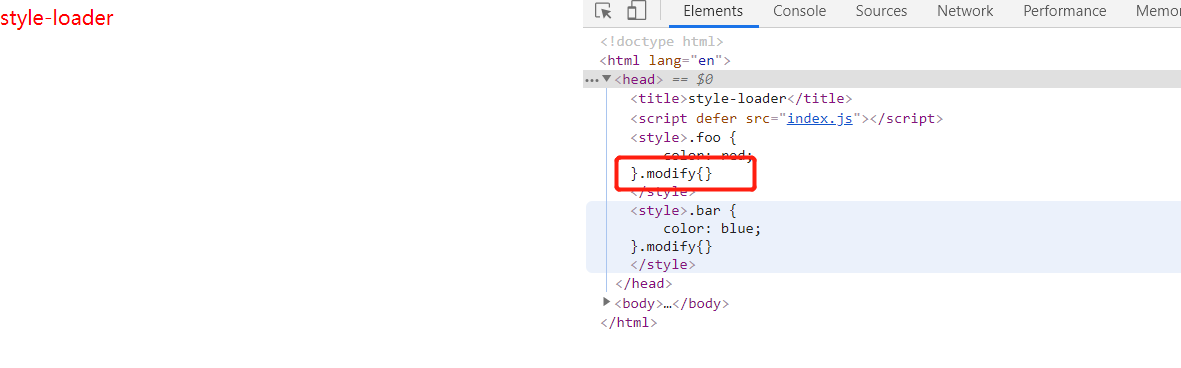 style-loader
Elements Console Sources Network Performance Memor
<!doctype html>
<html lang="en">
<head> == $0
<title>style-loader</title>
<script defer src="index.js"></script>
<style>.foo {
color: red;
}.modify{}
</style>
<style>.bar {
color: blue;
}.modify{}
</style>
</head>
<body>…</body>
</html>